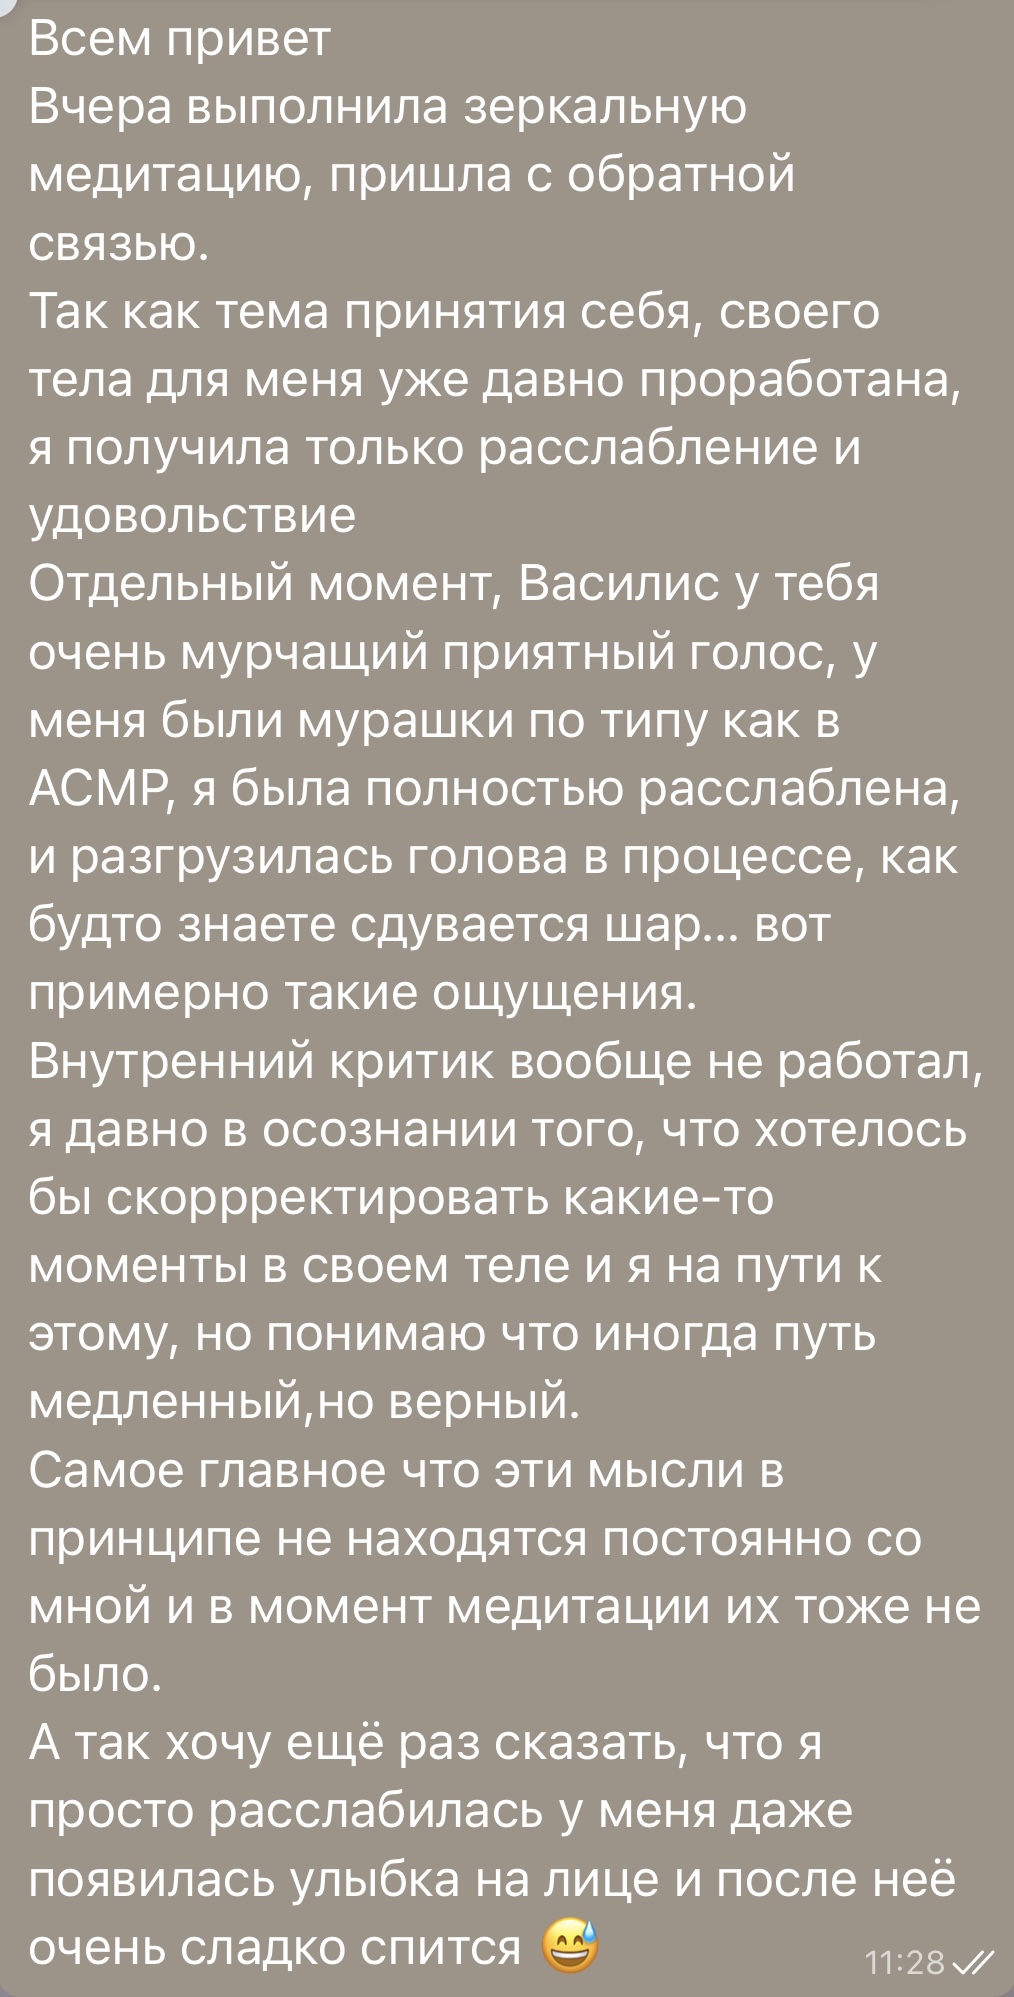 Всем привет
Вчера выполнила зеркальную
медитацию, пришла с обратной
связью.
Так как тема принятия себя, своего
тела для меня уже давно проработана,
я получила только расслабление и
удовольствие
Отдельный момент, Василис у тебя
очень мурчащий приятный голос, у
меня были мурашки по типу как в
АСМР, я была полностью расслаблена,
и разгрузилась голова в процессе, как
будто знаете сдувается шар... вот
примерно такие ощущения.
Внутренний критик вообще не работал,
я давно в осознании того, что хотелось
бы скоррректировать какие-то
моменты в своем теле и я на пути к
этому, но понимаю что иногда путь
медленный,но верный.
Самое главное что эти мысли в
принципе не находятся постоянно со
мной и в момент медитации их тоже не
было.
А так хочу ещё раз сказать, что я
просто расслабилась у меня даже
появилась улыбка на лице и после неё
очень сладко спится 😅
11:28